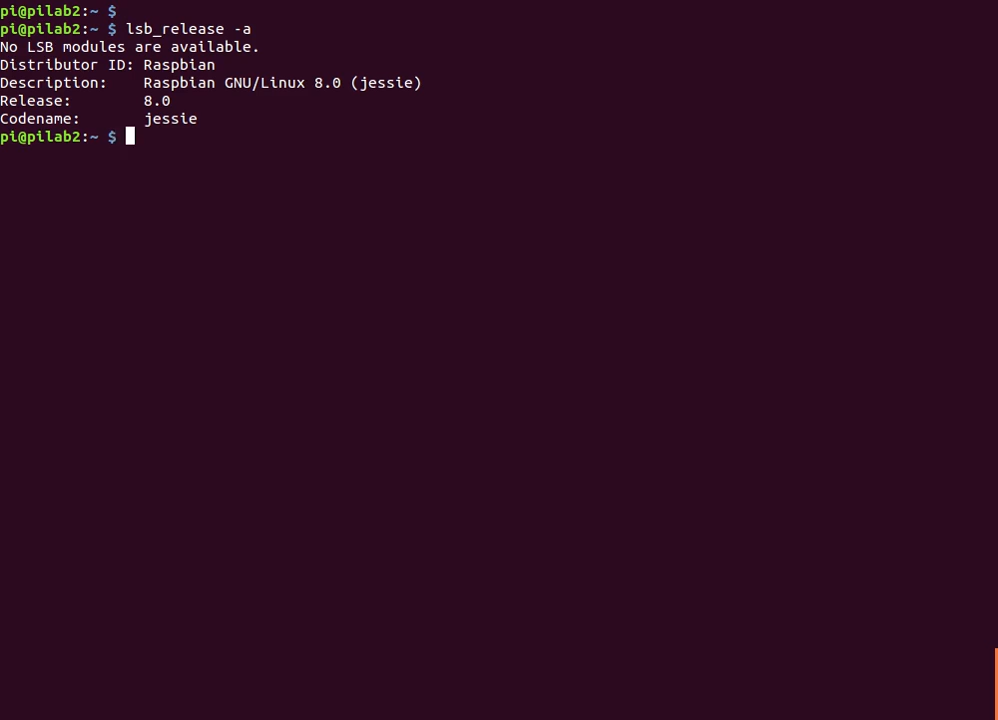 pi@pilab2:~ $
pi@pilab2:~ $ lsb_release -a
No LSB modules are available.
Distributor ID: Raspbian
Description:    Raspbian GNU/Linux 8.0 (jessie)
Release:        8.0
Codename:       jessie
pi@pilab2:~ $